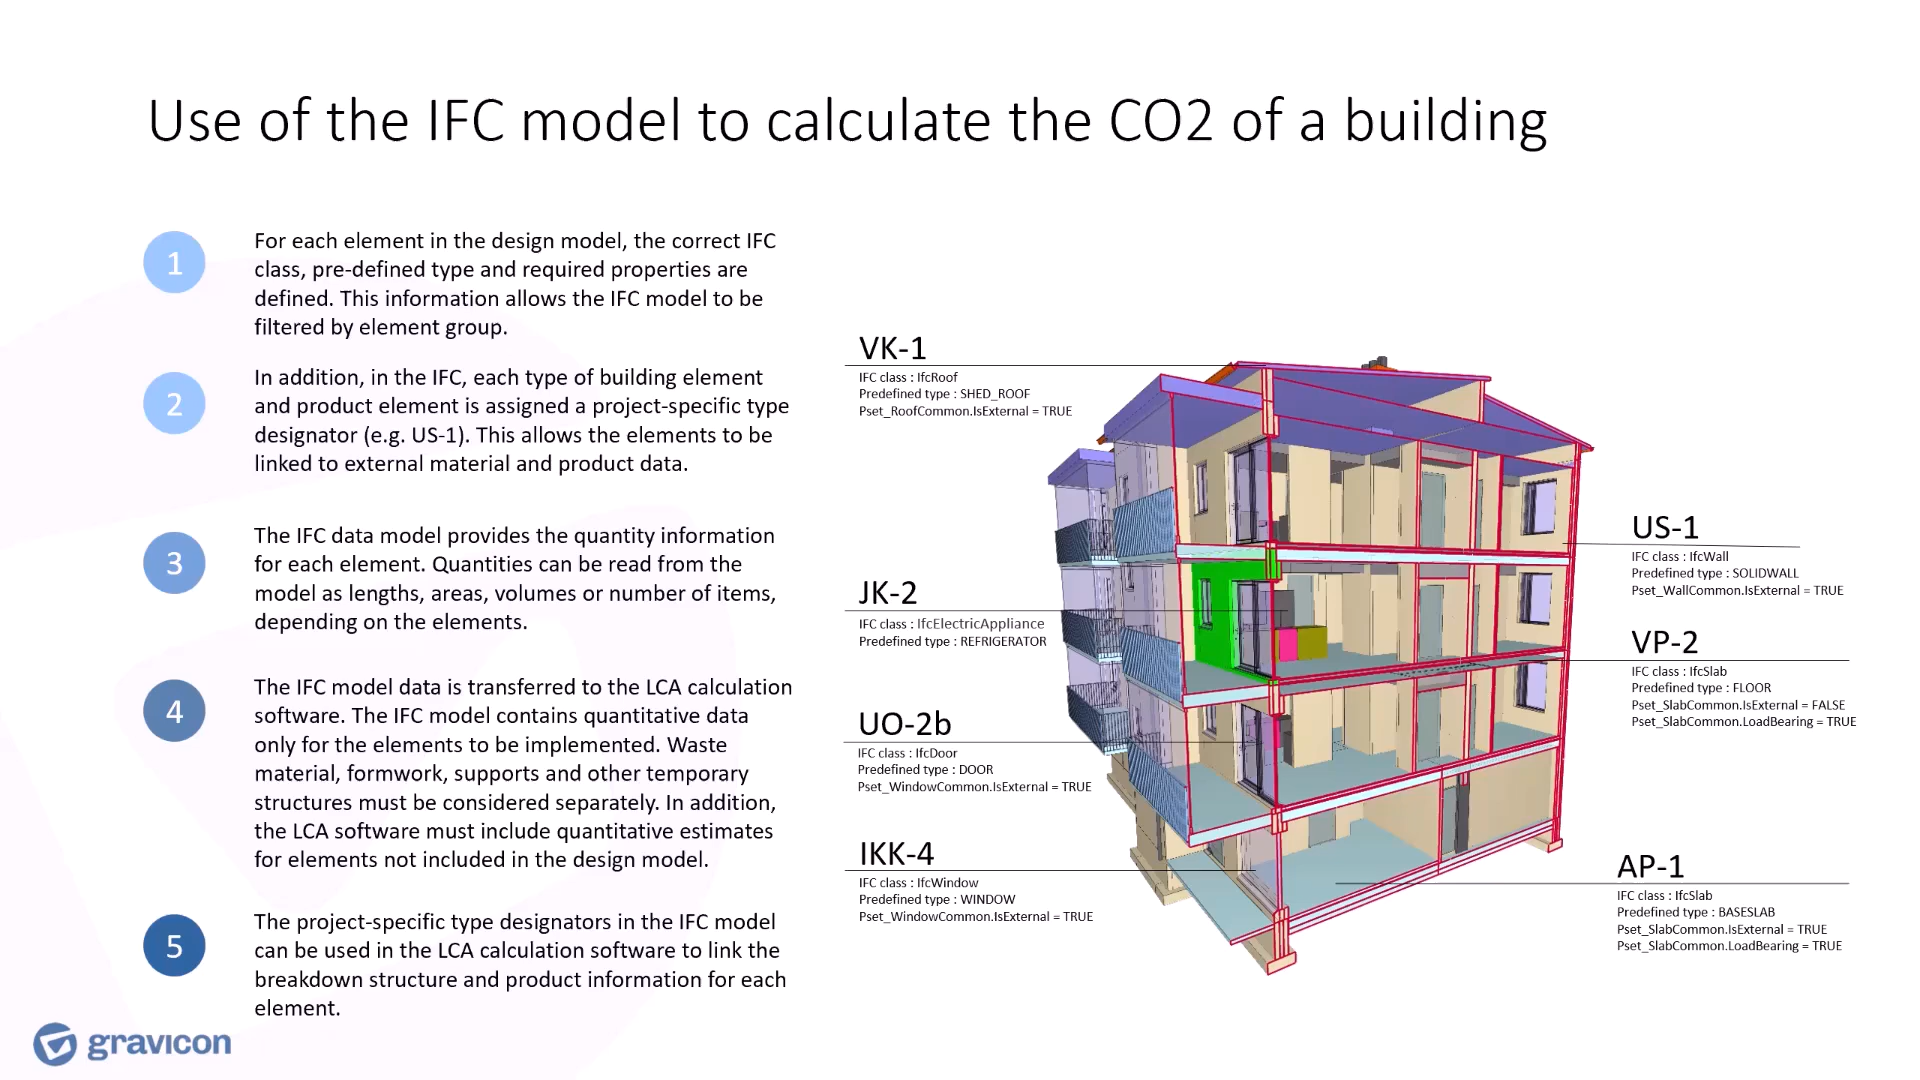 Use of the IFC model to calculate the CO2 of a building
1
For each element in the design model, the correct IFC
class, pre-defined type and required properties are
defined. This information allows the IFC model to be
filtered by element group.
2
In addition, in the IFC, each type of building element
and product element is assigned a project-specific type
designator (e.g. US-1). This allows the elements to be
linked to external material and product data.
3
The IFC data model provides the quantity information
for each element. Quantities can be read from the
model as lengths, areas, volumes or number of items,
depending on the elements.
4
The IFC model data is transferred to the LCA calculation
software. The IFC model contains quantitative data
only for the elements to be implemented. Waste
material, formwork, supports and other temporary
structures must be considered separately. In addition,
the LCA software must include quantitative estimates
for elements not included in the design model.
5
The project-specific type designators in the IFC model
can be used in the LCA calculation software to link the
breakdown structure and product information for each
element.
VK-1
IFC class : IfcRoof
Predefined type : SHED_ROOF
Pset_RoofCommon.IsExternal = TRUE
JK-2
IFC class : IfcElectricAppliance
Predefined type : REFRIGERATOR
UO-2b
IFC class : IfcDoor
Predefined type : DOOR
Pset_WindowCommon.IsExternal = TRUE
IKK-4
IFC class : IfcWindow
Predefined type : WINDOW
Pset_WindowCommon.IsExternal = TRUE
US-1
IFC class : IfcWall
Predefined type : SOLIDWALL
Pset_WallCommon.IsExternal = TRUE
VP-2
IFC class : IfcSlab
Predefined type : FLOOR
Pset_SlabCommon.IsExternal = FALSE
Pset_SlabCommon.LoadBearing = TRUE
AP-1
IFC class : IfcSlab
Predefined type : BASESLAB
Pset_SlabCommon.IsExternal = TRUE
Pset_SlabCommon.LoadBearing = TRUE
gravicon